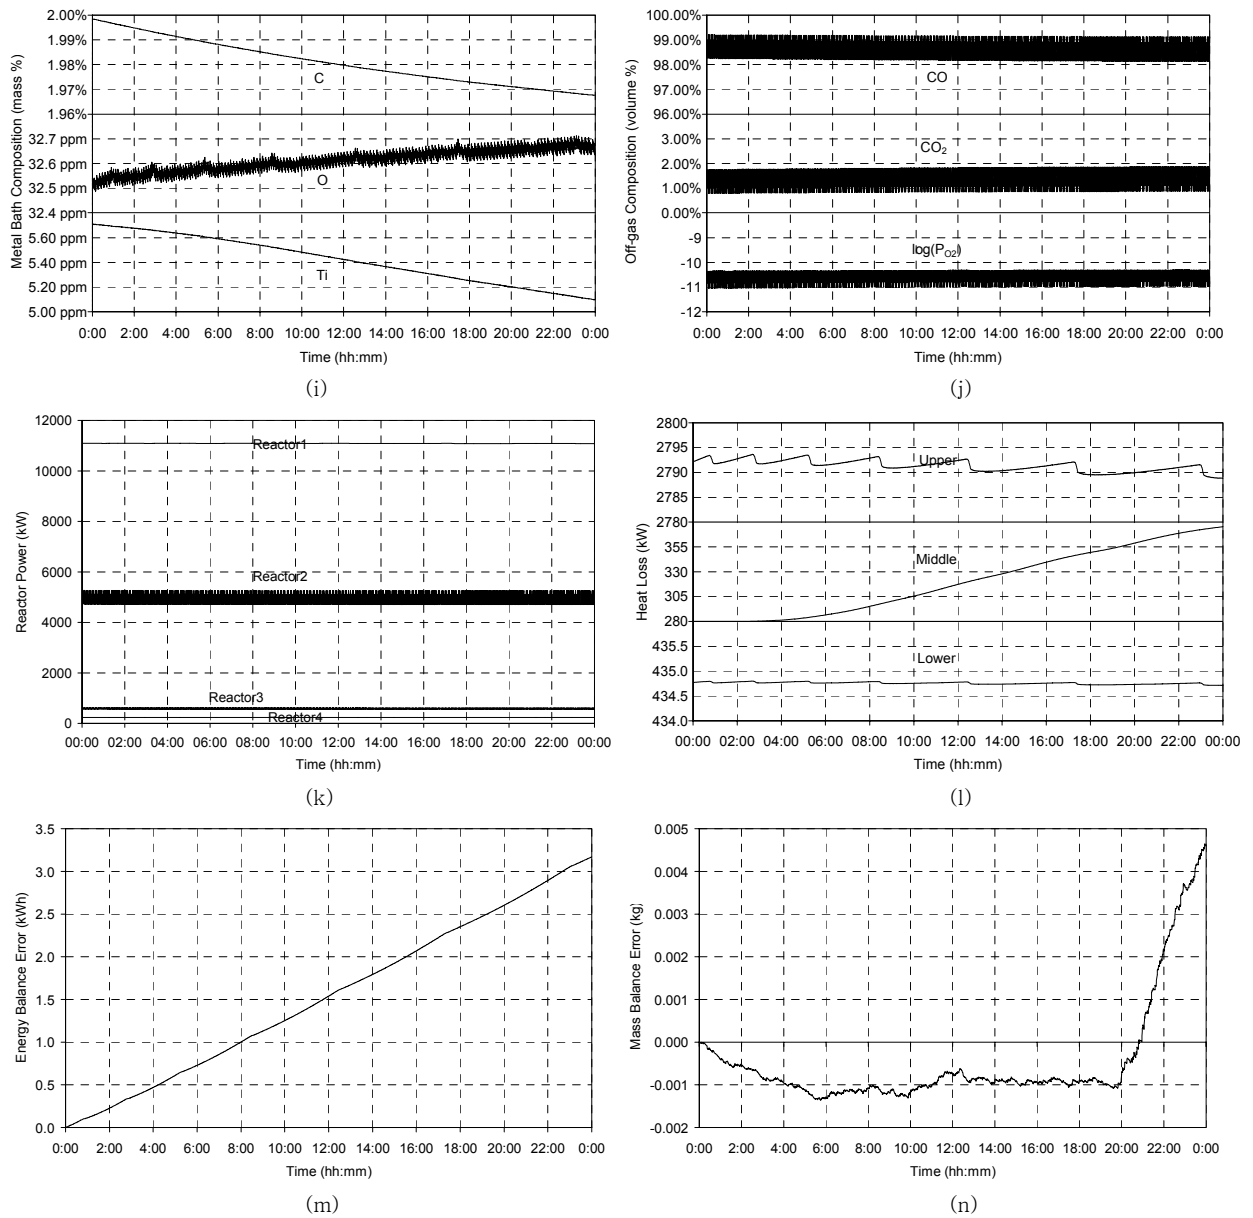 2.00%
1.99%
1.98%
1.97%
1.96%
32.7 ppm
32.6 ppm
32.5 ppm
32.4 ppm
5.60 ppm
5.40 ppm
5.20 ppm
5.00 ppm
Metal Bath Composition (mass %)
C
O
Ti
0:00 2:00 4:00 6:00 8:00 10:00 12:00 14:00 16:00 18:00 20:00 22:00 0:00
Time (hh:mm)
(i)
100.00%
99.00%
98.00%
97.00%
96.00%
3.00%
2.00%
1.00%
0.00%
-9
-10
-11
-12
Off-gas Composition (volume %)
CO
CO₂
log(P_O2)
0:00 2:00 4:00 6:00 8:00 10:00 12:00 14:00 16:00 18:00 20:00 22:00 0:00
Time (hh:mm)
(j)
12000
10000
8000
6000
4000
2000
0
Reactor Power (kW)
Reactor1
Reactor2
Reactor3
Reactor4
00:00 02:00 04:00 06:00 08:00 10:00 12:00 14:00 16:00 18:00 20:00 22:00 00:00
Time (hh:mm)
(k)
2800
2795
2790
2785
2780
355
330
305
280
435.5
435.0
434.5
434.0
Heat Loss (kW)
Upper
Middle
Lower
00:00 02:00 04:00 06:00 08:00 10:00 12:00 14:00 16:00 18:00 20:00 22:00 00:00
Time (hh:mm)
(l)
3.5
3.0
2.5
2.0
1.5
1.0
0.5
0.0
Energy Balance Error (kWh)
0:00 2:00 4:00 6:00 8:00 10:00 12:00 14:00 16:00 18:00 20:00 22:00 0:00
Time (hh:mm)
(m)
0.005
0.004
0.003
0.002
0.001
0.000
-0.001
-0.002
Mass Balance Error (kg)
0:00 2:00 4:00 6:00 8:00 10:00 12:00 14:00 16:00 18:00 20:00 22:00 0:00
Time (hh:mm)
(n)